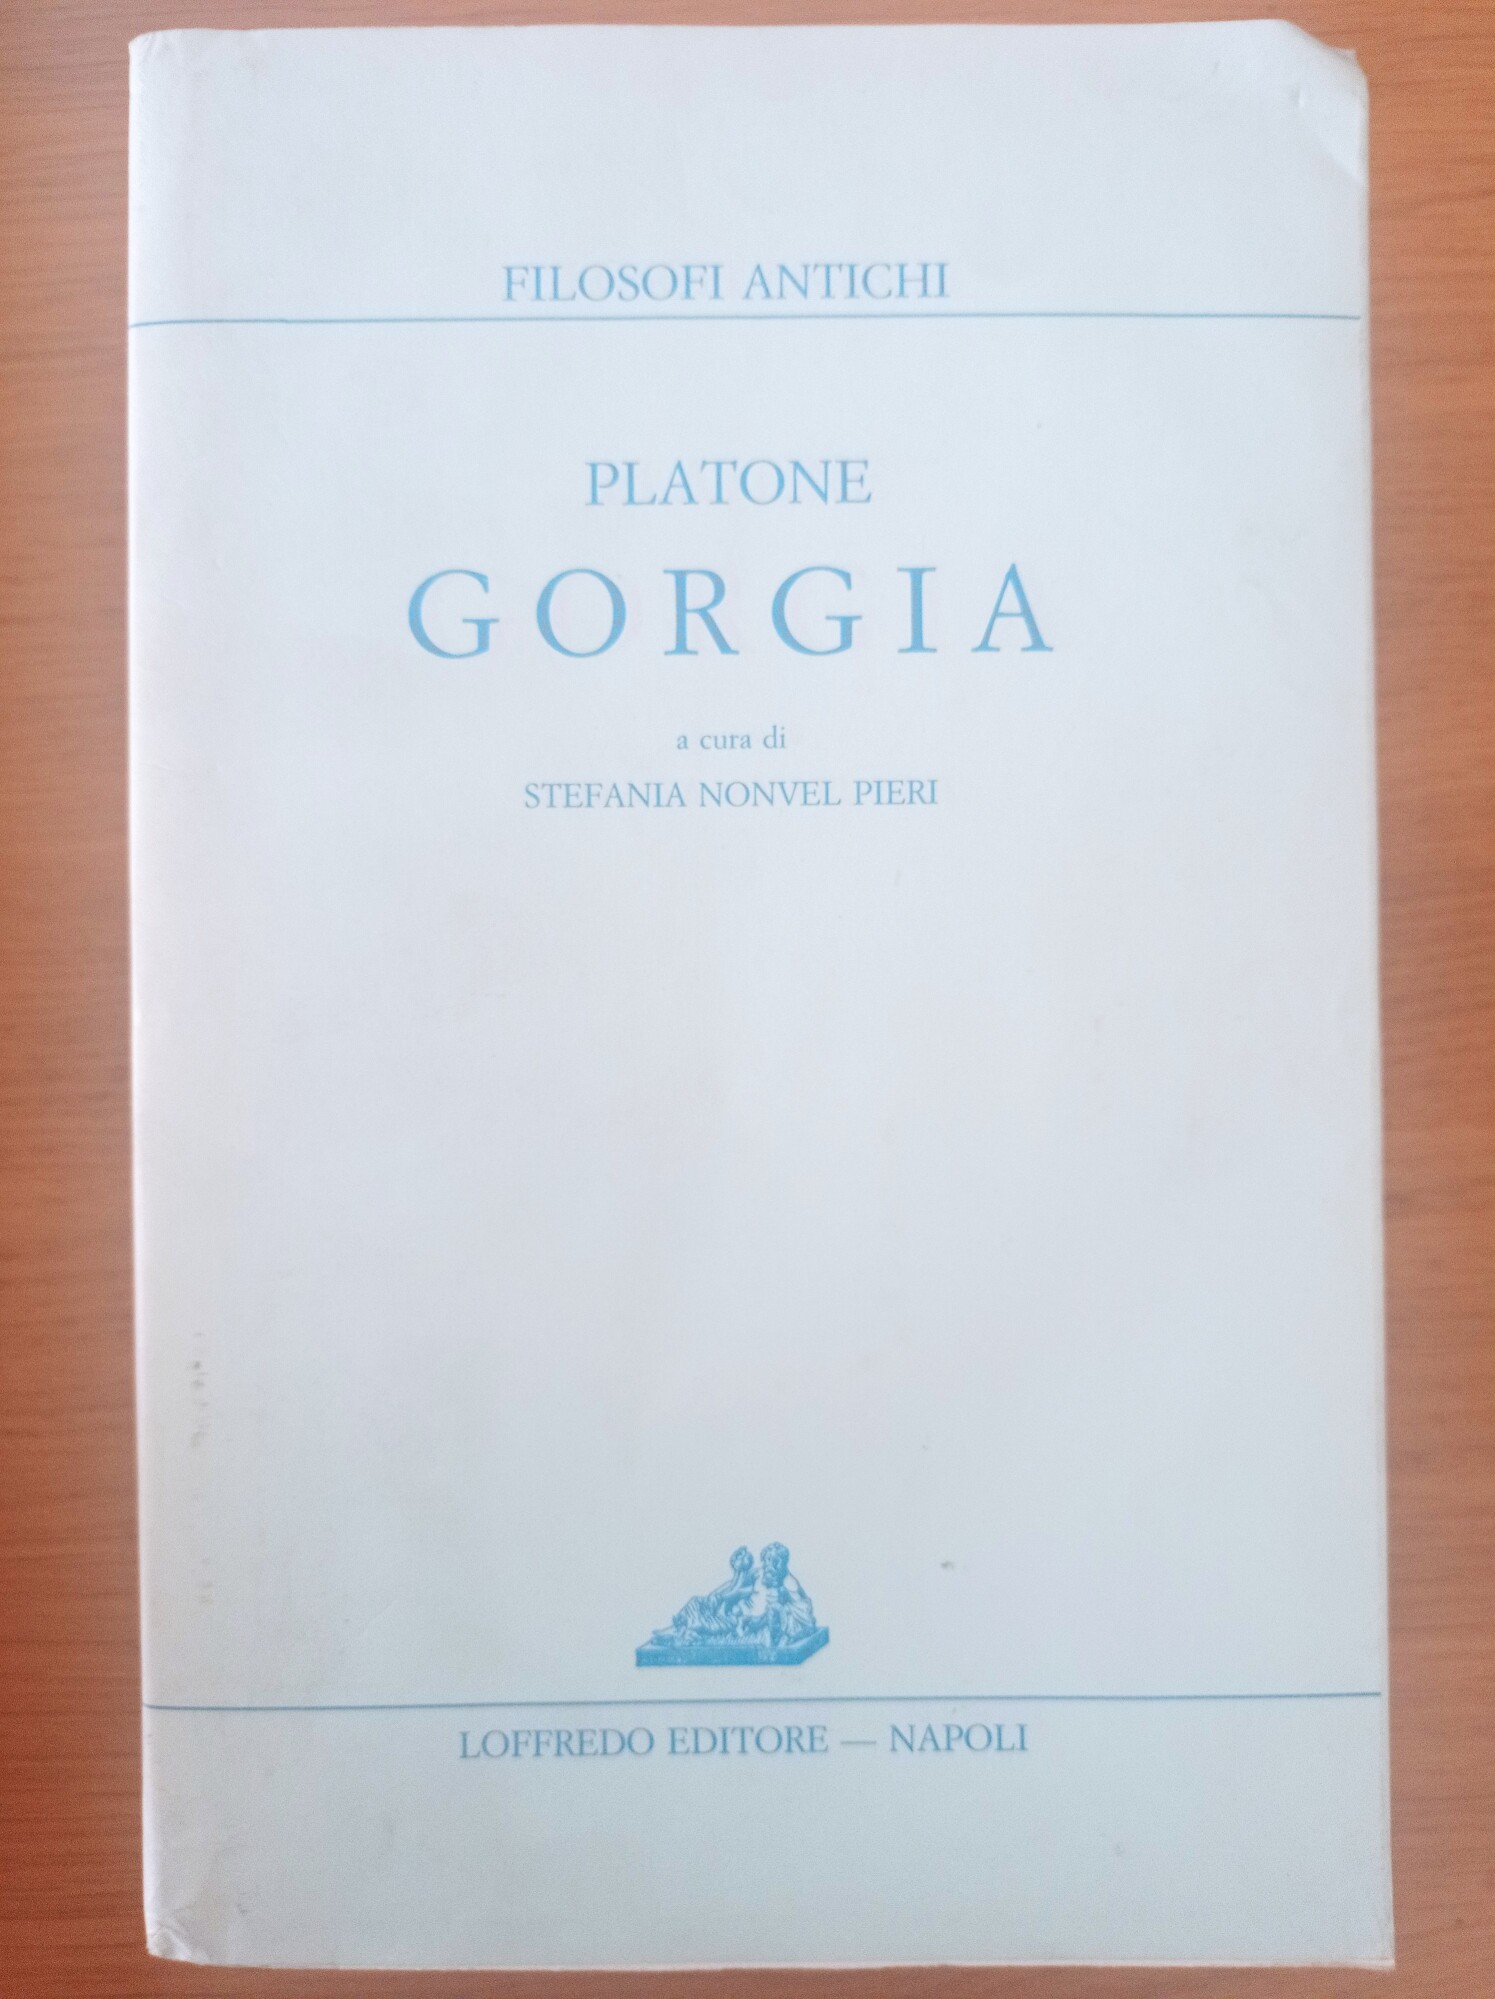 FILOSOFI ANTICHI
PLATONE
GORGIA
a cura di
STEFANIA NONVEL PIERI
LOFFREDO EDITORE — NAPOLI